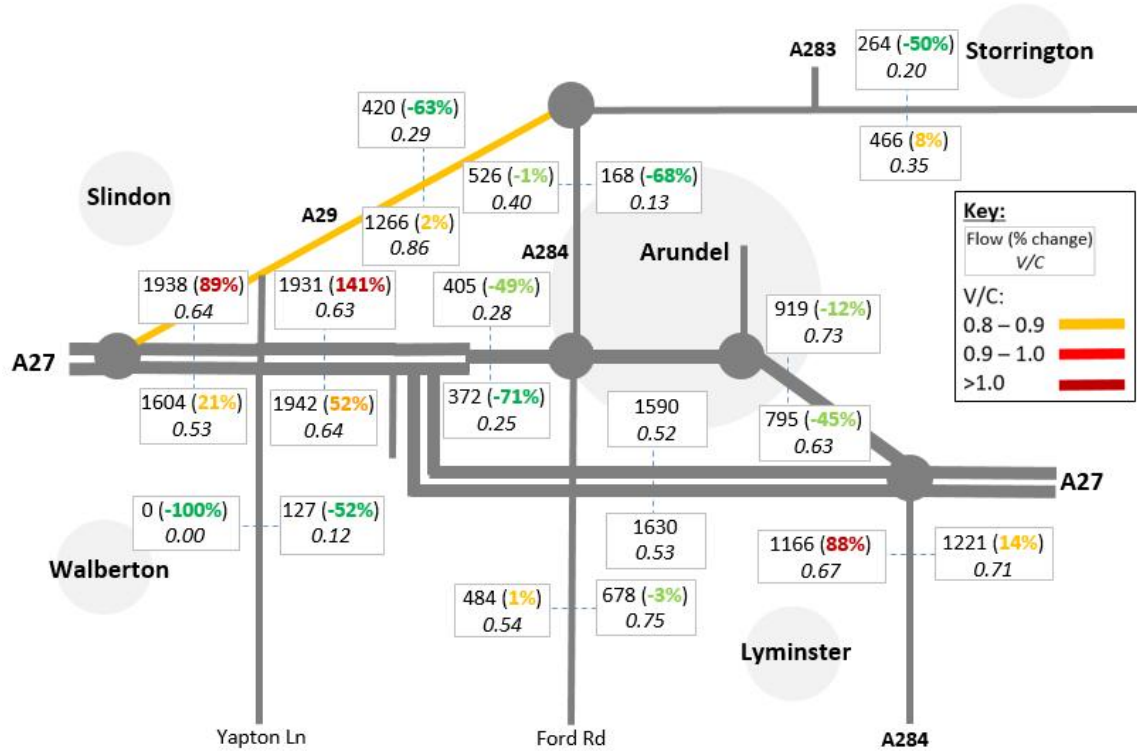 A283
264 (-50%)
0.20
Storrington
420 (-63%)
0.29
466 (8%)
0.35
Slindon
526 (-1%)
0.40
168 (-68%)
0.13
A29
1266 (2%)
0.86
A284
Arundel
Key:
Flow (% change)
V/C
V/C:
0.8 – 0.9
0.9 – 1.0
>1.0
1938 (89%)
0.64
1931 (141%)
0.63
405 (-49%)
0.28
919 (-12%)
0.73
A27
1604 (21%)
0.53
1942 (52%)
0.64
372 (-71%)
0.25
1590
0.52
795 (-45%)
0.63
A27
0 (-100%)
0.00
127 (-52%)
0.12
1630
0.53
1166 (88%)
0.67
1221 (14%)
0.71
Walberton
484 (1%)
0.54
678 (-3%)
0.75
Lyminster
Yapton Ln
Ford Rd
A284